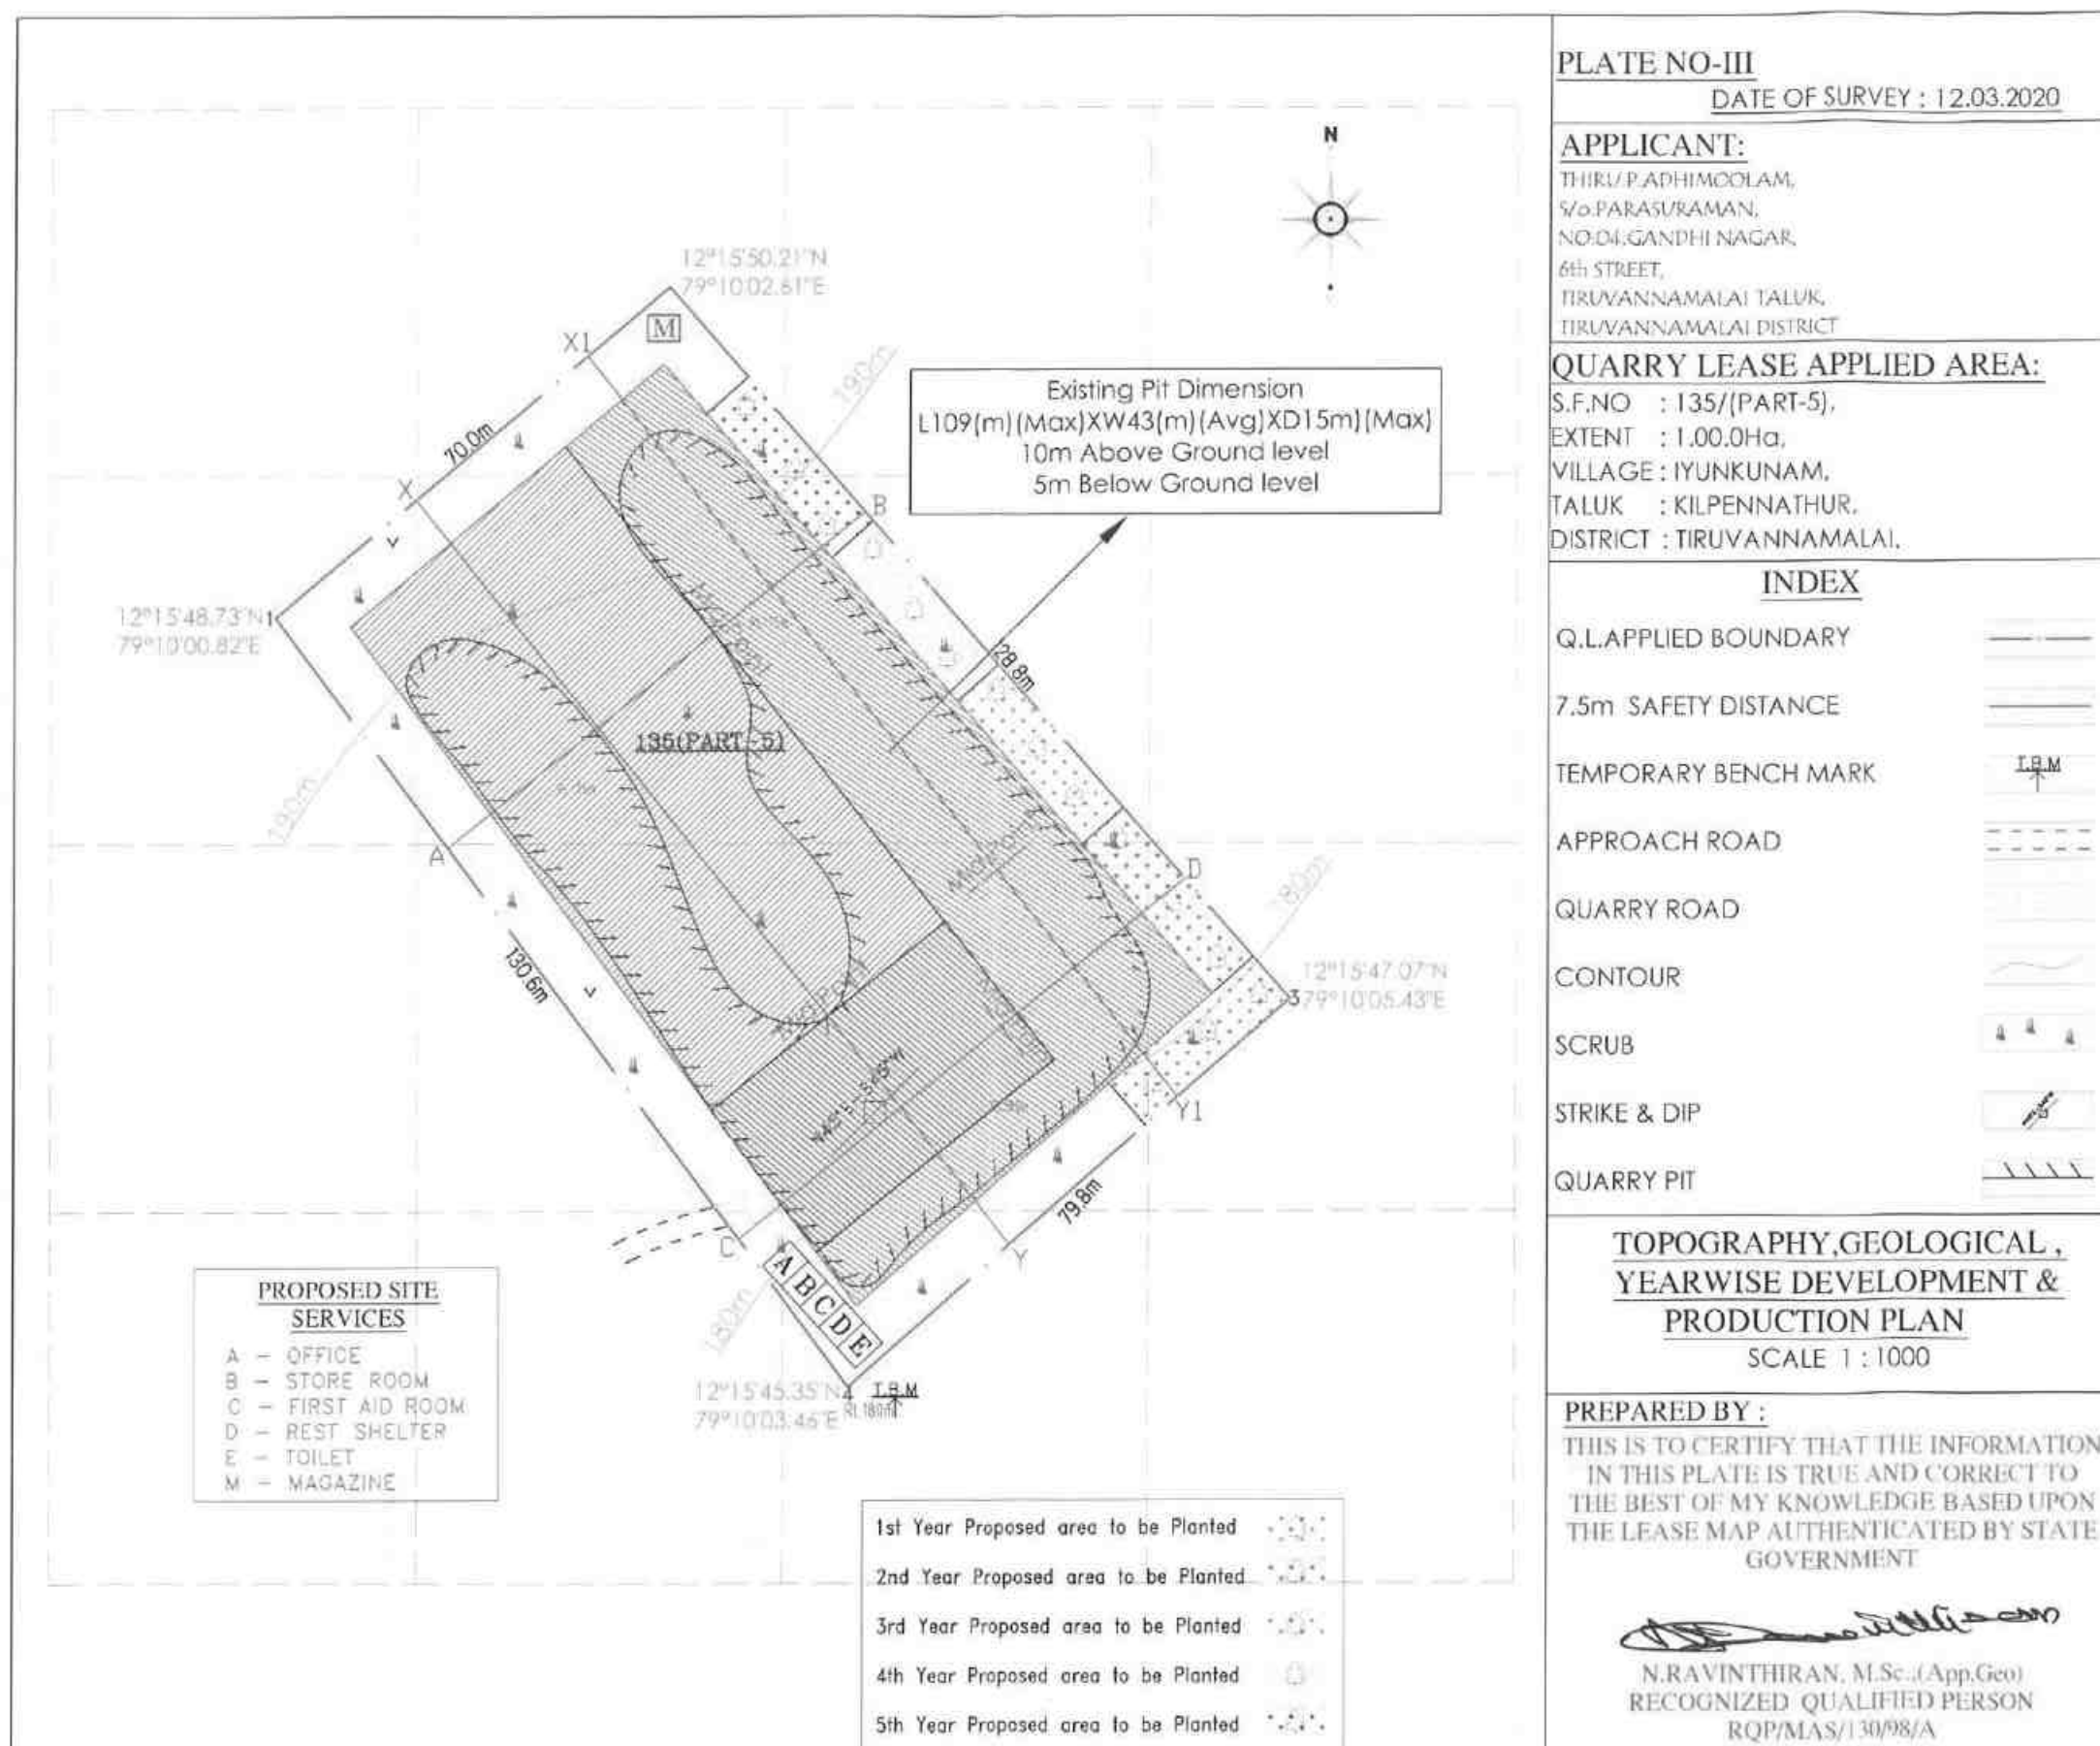 PLATE NO-III
DATE OF SURVEY : 12.03.2020
APPLICANT:
THIRU.P.ADHIMOOLAM,
S/o.PARASURAMAN,
NO:04,GANDHI NAGAR,
6th STREET,
TIRUVANNAMALAI TALUK,
TIRUVANNAMALAI DISTRICT
QUARRY LEASE APPLIED AREA:
S.F.NO : 135/(PART-5),
EXTENT : 1.00.0Ha,
VILLAGE : IYUNKUNAM,
TALUK : KILPENNATHUR,
DISTRICT : TIRUVANNAMALAI,
INDEX
Q.L.APPLIED BOUNDARY
7.5m SAFETY DISTANCE
TEMPORARY BENCH MARK T.B.M
APPROACH ROAD
QUARRY ROAD
CONTOUR
SCRUB
STRIKE & DIP
QUARRY PIT
TOPOGRAPHY,GEOLOGICAL ,
YEARWISE DEVELOPMENT &
PRODUCTION PLAN
SCALE 1 : 1000
PREPARED BY :
THIS IS TO CERTIFY THAT THE INFORMATION
IN THIS PLATE IS TRUE AND CORRECT TO
THE BEST OF MY KNOWLEDGE BASED UPON
THE LEASE MAP AUTHENTICATED BY STATE
GOVERNMENT
N.RAVINTHIRAN, M.Sc.,(App.Geo)
RECOGNIZED QUALIFIED PERSON
RQP/MAS/130/98/A
N
12°15'50.21"N
79°10'02.61"E
M
X1
190m
70.0m
X
Existing Pit Dimension
L109(m)(Max)XW43(m)(Avg)XD15m)(Max)
10m Above Ground level
5m Below Ground level
B
12°15'48.73"N 1
79°10'00.82"E
28.8m
135(PART-5)
190m
A
D
180m
130.6m
12°15'47.07"N
3 79°10'05.43"E
Y1
79.8m
C
Y
A B C D E
180m
12°15'45.35"N 4 T.B.M
79°10'03.46"E RL 180m
PROPOSED SITE
SERVICES
A - OFFICE
B - STORE ROOM
C - FIRST AID ROOM
D - REST SHELTER
E - TOILET
M - MAGAZINE
1st Year Proposed area to be Planted
2nd Year Proposed area to be Planted
3rd Year Proposed area to be Planted
4th Year Proposed area to be Planted
5th Year Proposed area to be Planted